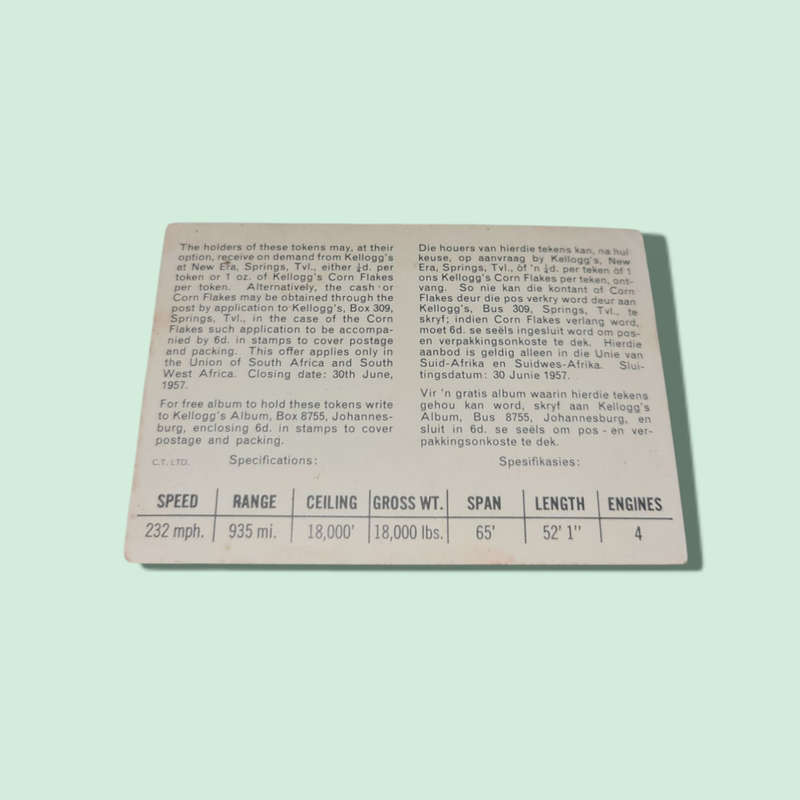 The holders of these tokens may, at their
option, receive on demand from Kellogg's
at New Era, Springs, Tvl., either ¼d. per
token or 1 oz. of Kellogg's Corn Flakes
per token. Alternatively, the cash or
Corn Flakes may be obtained through the
post by application to Kellogg's, Box 309,
Springs, Tvl., in the case of the Corn
Flakes such application to be accompa-
nied by 6d. in stamps to cover postage
and packing. This offer applies only in
the Union of South Africa and South
West Africa. Closing date: 30th June,
1957.
For free album to hold these tokens write
to Kellogg's Album, Box 8755, Johannes-
burg, enclosing 6d. in stamps to cover
postage and packing.
C.T. LTD.
Specifications:
Die houers van hierdie tekens kan, na hul
keuse, op aanvraag by Kellogg's, New
Era, Springs, Tvl., òf 'n ¼d. per teken òf 1
ons Kellogg's Corn Flakes per teken, ont-
vang. So nie kan die kontant of Corn
Flakes deur die pos verkry word deur aan
Kellogg's, Bus 309, Springs, Tvl., te
skryf; indien Corn Flakes verlang word,
moet 6d. se seëls ingesluit word om pos-
en verpakkingsonkoste te dek. Hierdie
aanbod is geldig alleen in die Unie van
Suid-Afrika en Suidwes-Afrika. Slui-
tingsdatum: 30 Junie 1957.
Vir 'n gratis album waarin hierdie tekens
gehou kan word, skryf aan Kellogg's
Album, Bus 8755, Johannesburg, en
sluit in 6d. se seëls om pos - en ver-
pakkingsonkoste te dek.
Spesifikasies:
SPEED RANGE CEILING GROSS WT. SPAN LENGTH ENGINES
232 mph. 935 mi. 18,000' 18,000 lbs. 65' 52' 1" 4